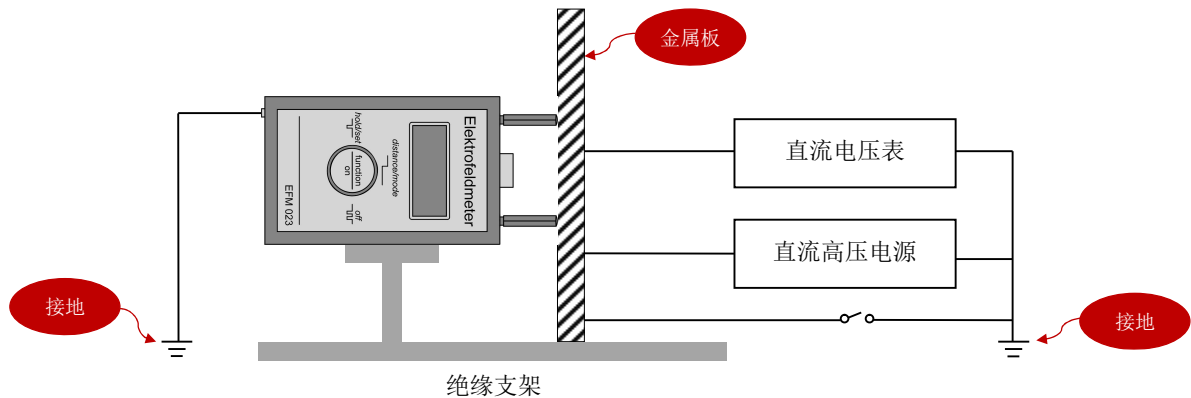 金属板
Elektrofeldmeter
distance/mode
hold/set
function
on
off
EFM 023
直流电压表
直流高压电源
接地
接地
绝缘支架